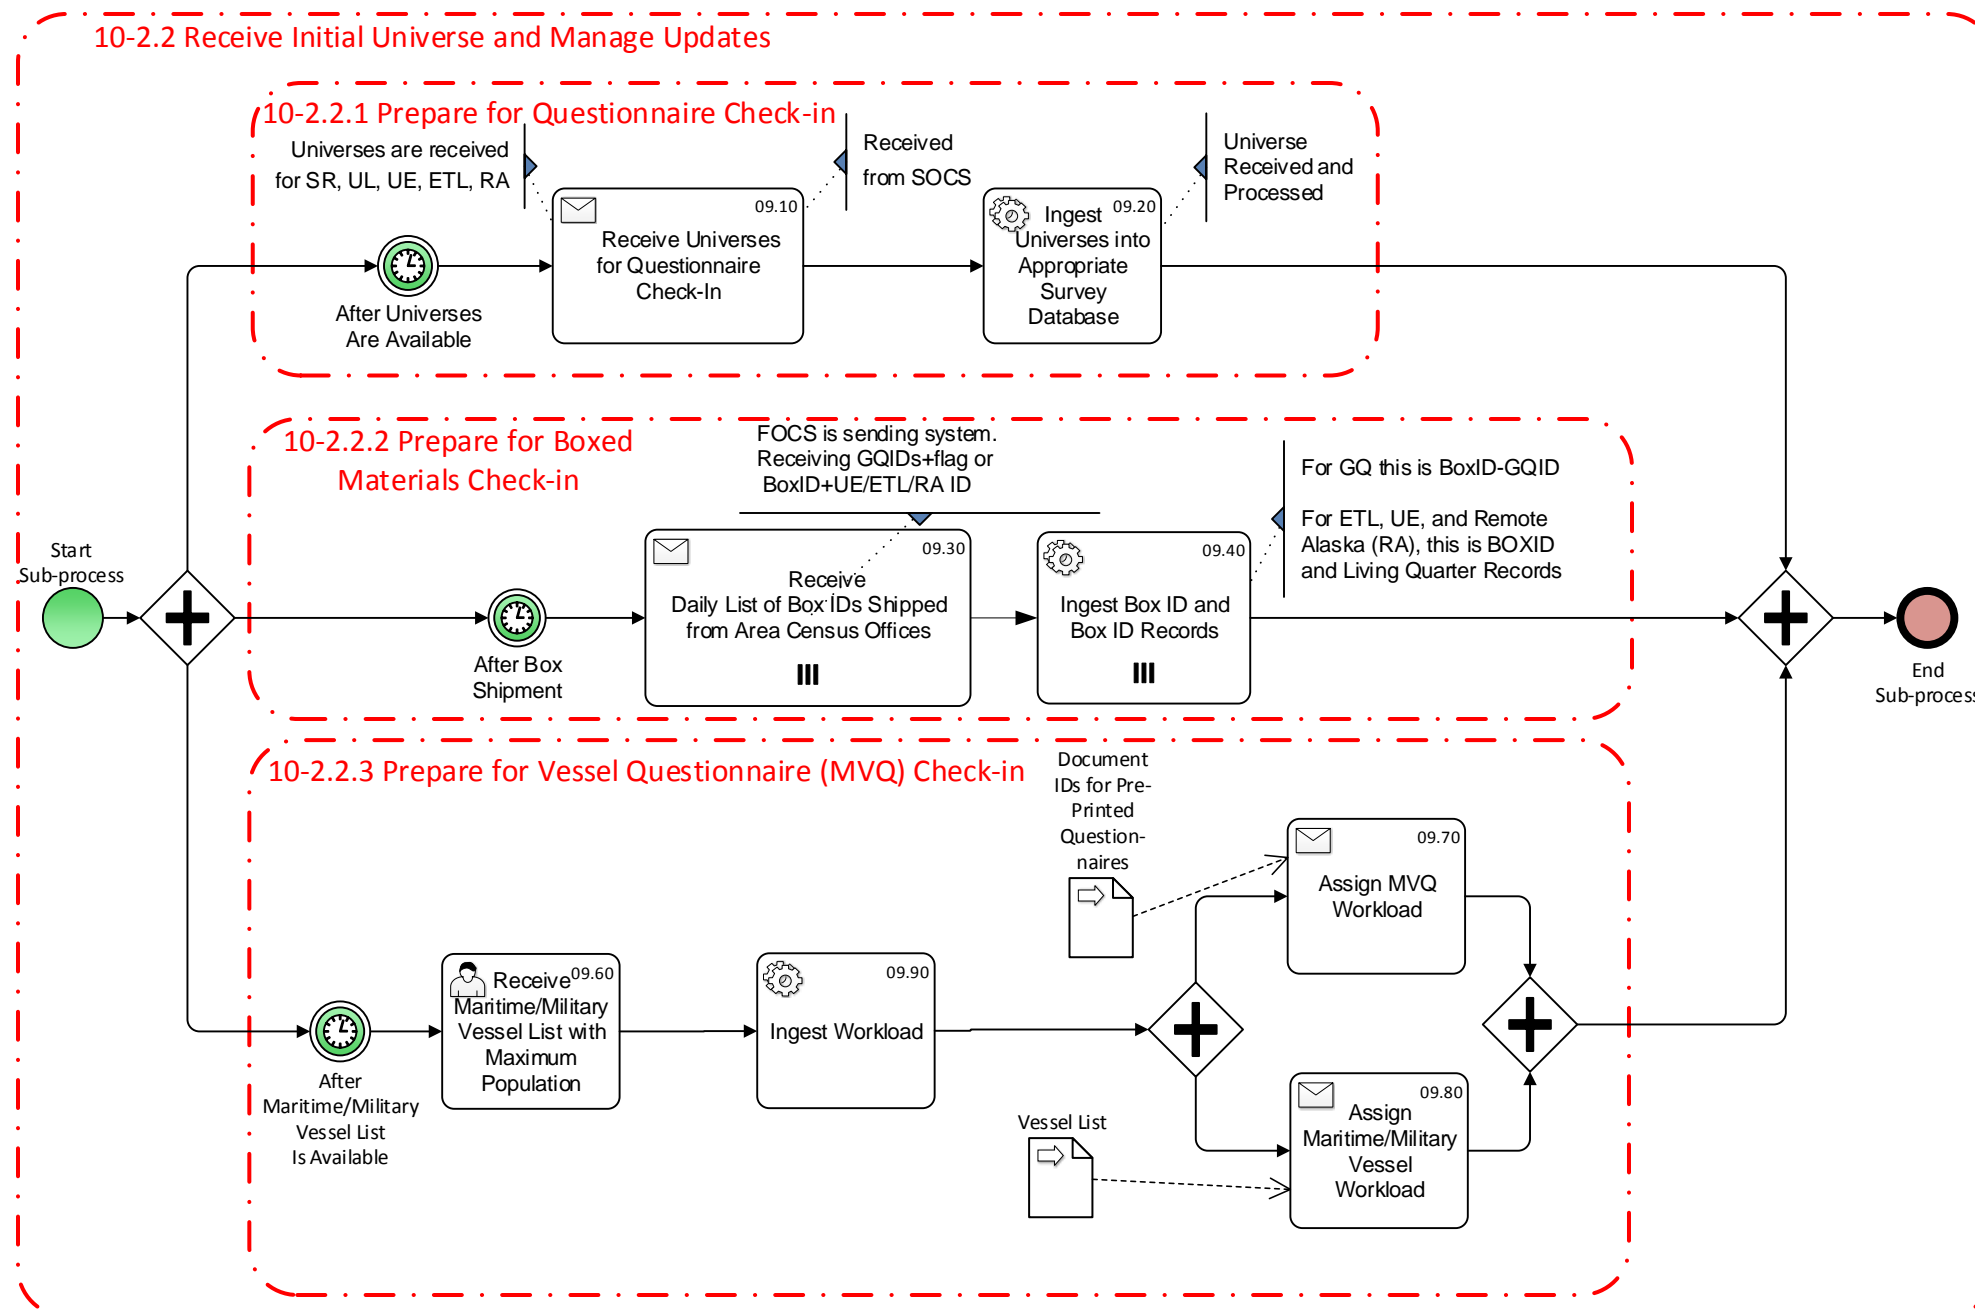 10-2.2 Receive Initial Universe and Manage Updates
10-2.2.1 Prepare for Questionnaire Check-in
Universes are received
for SR, UL, UE, ETL, RA
Received
from SOCS
Universe
Received and
Processed
After Universes
Are Available
09.10
Receive Universes
for Questionnaire
Check-In
09.20
Ingest
Universes into
Appropriate
Survey
Database
10-2.2.2 Prepare for Boxed
Materials Check-in
FOCS is sending system.
Receiving GQIDs+flag or
BoxID+UE/ETL/RA ID
For GQ this is BoxID-GQID
For ETL, UE, and Remote
Alaska (RA), this is BOXID
and Living Quarter Records
Start
Sub-process
After Box
Shipment
09.30
Receive
Daily List of Box IDs Shipped
from Area Census Offices
09.40
Ingest Box ID and
Box ID Records
End
Sub-process
10-2.2.3 Prepare for Vessel Questionnaire (MVQ) Check-in
Document
IDs for Pre-
Printed
Question-
naires
09.70
Assign MVQ
Workload
After
Maritime/Military
Vessel List
Is Available
09.60
Receive
Maritime/Military
Vessel List with
Maximum
Population
09.90
Ingest Workload
Vessel List
09.80
Assign
Maritime/Military
Vessel
Workload